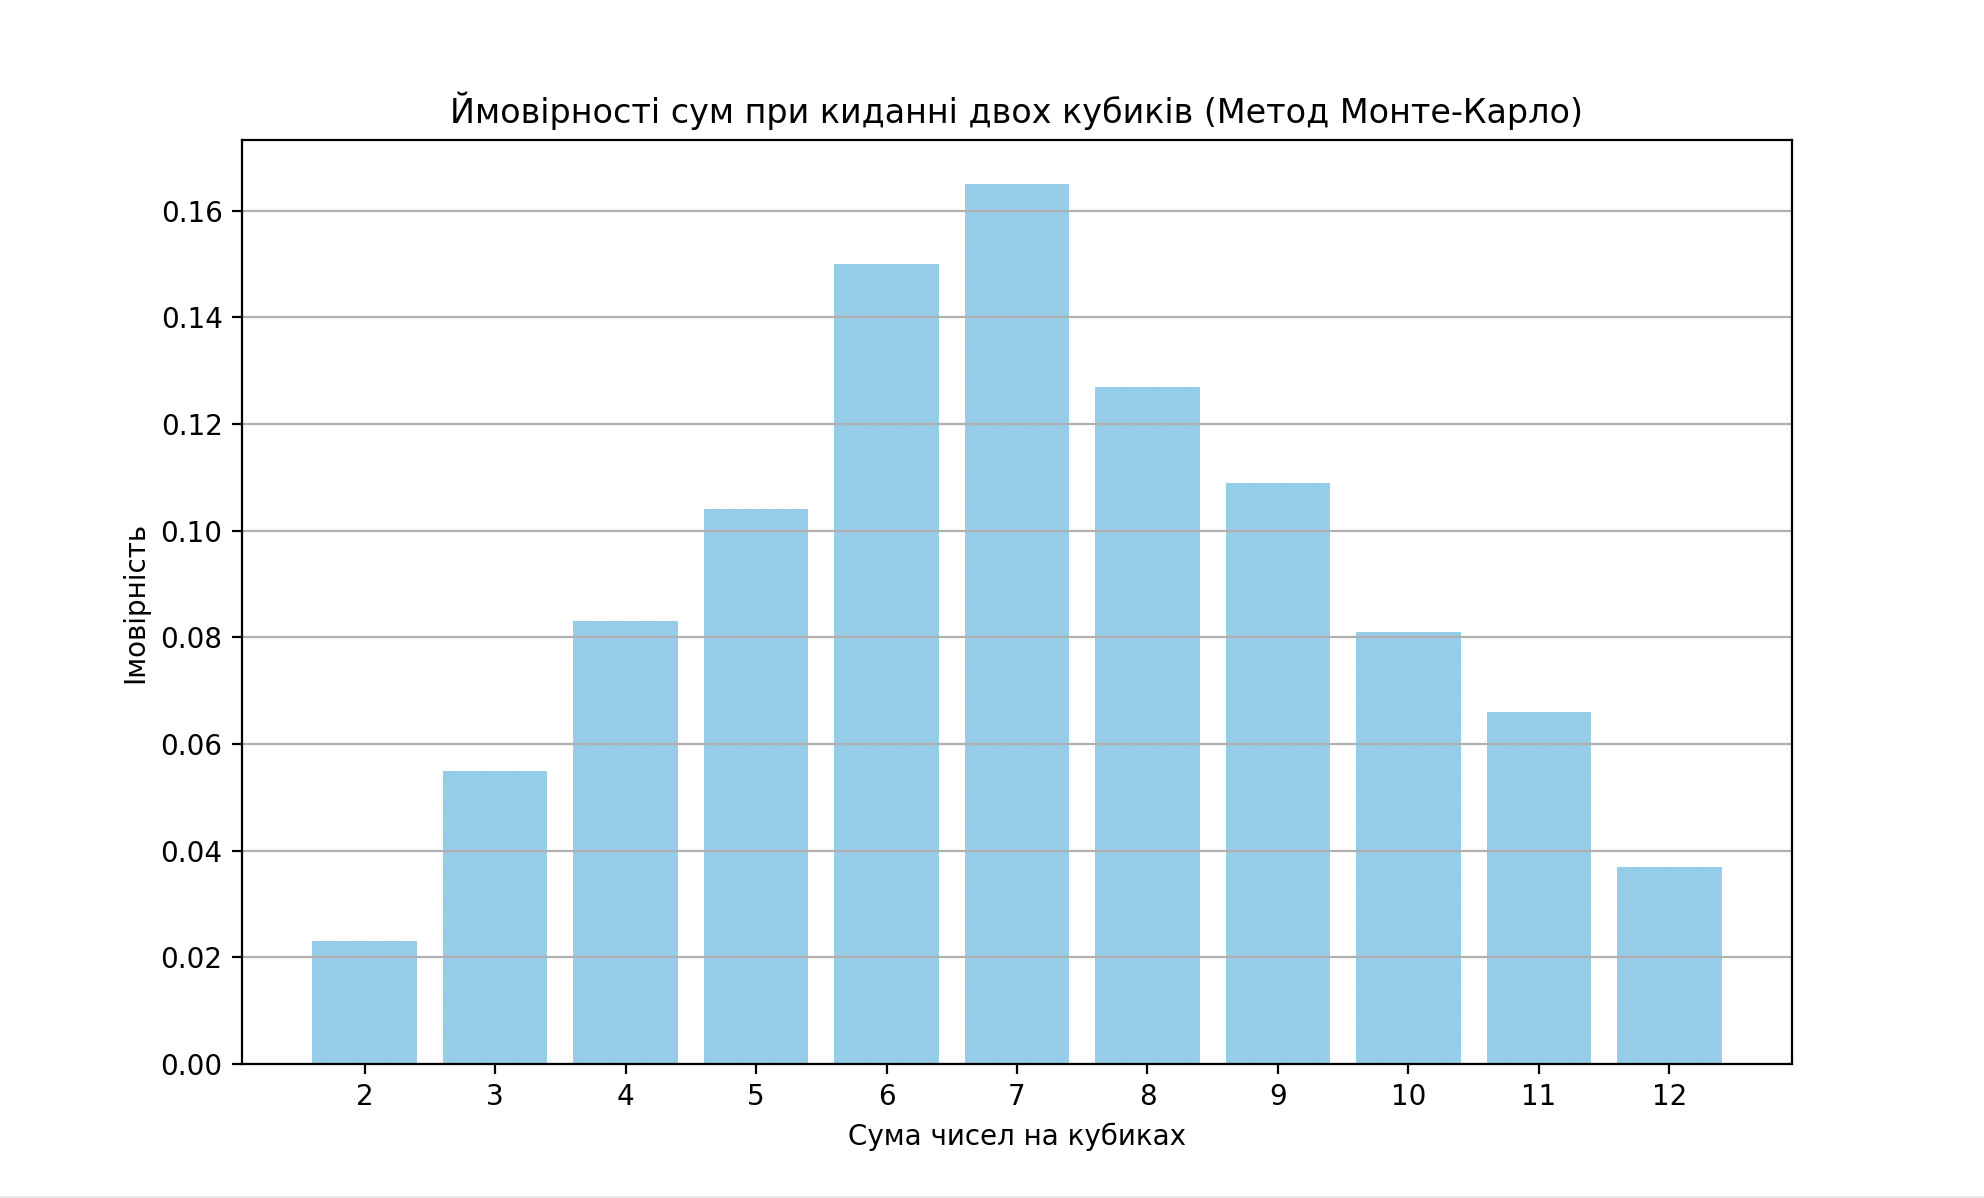 Ймовірності сум при киданні двох кубиків (Метод Монте-Карло)
0.16
0.14
0.12
0.10
0.08
0.06
0.04
0.02
0.00
Імовірність
2 3 4 5 6 7 8 9 10 11 12
Сума чисел на кубиках